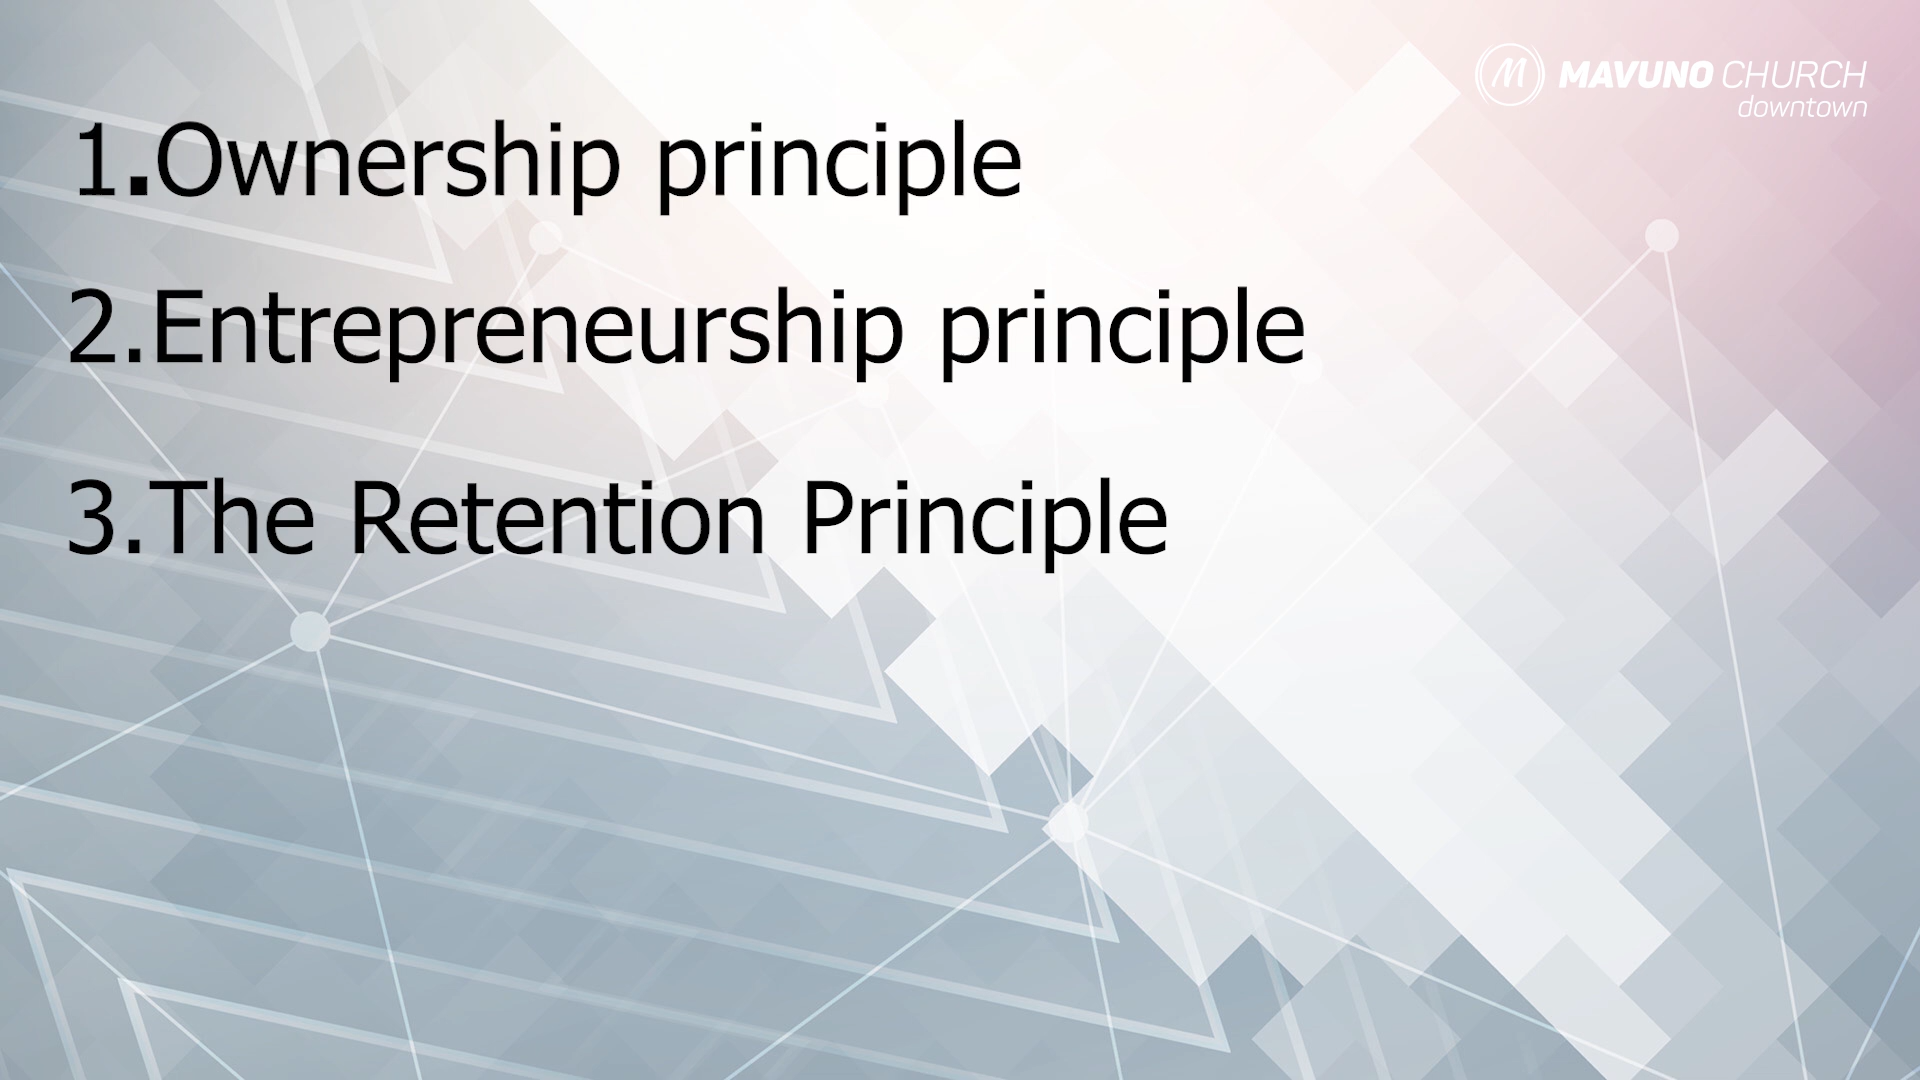 MAVUNO CHURCH
downtown
1.Ownership principle
2.Entrepreneurship principle
3.The Retention Principle